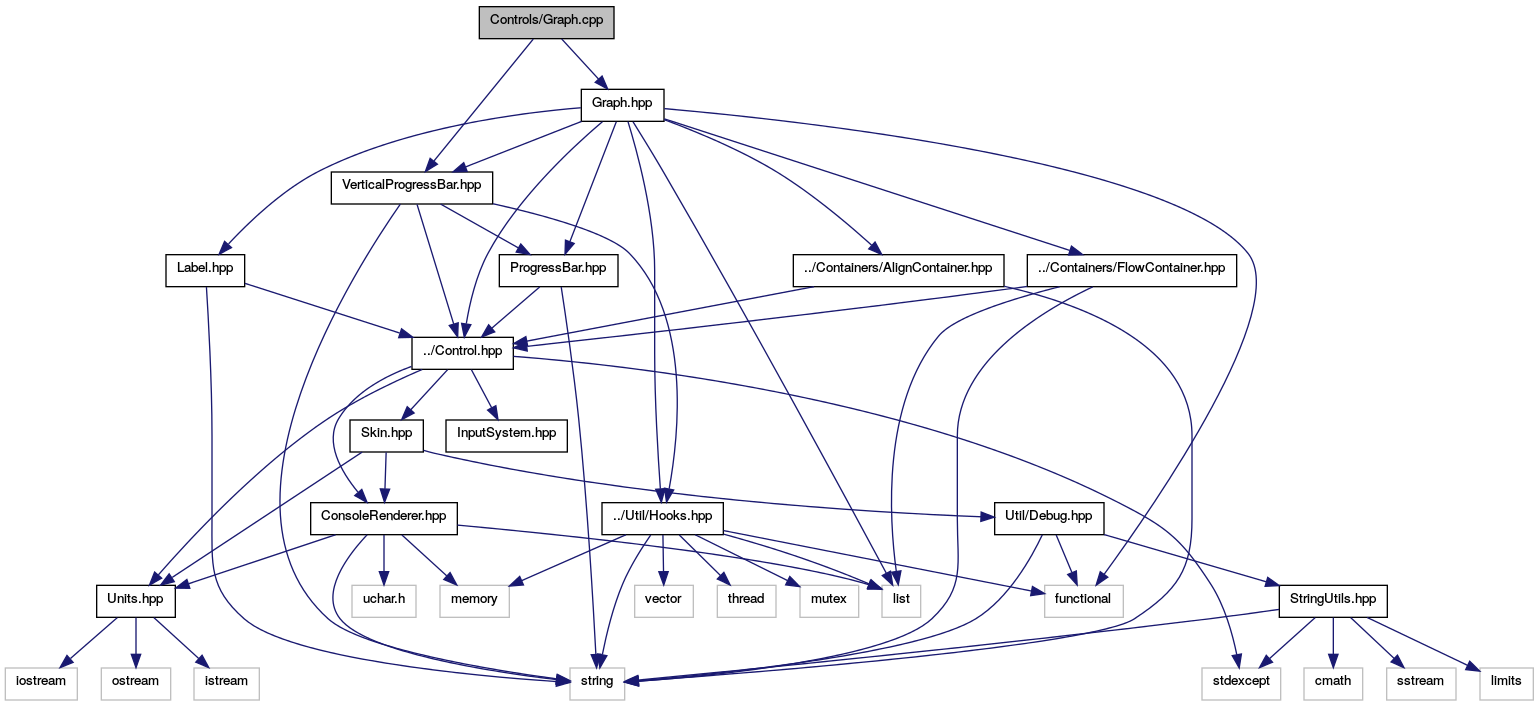 Controls/Graph.cpp
Graph.hpp
VerticalProgressBar.hpp
Label.hpp
ProgressBar.hpp
../Containers/AlignContainer.hpp
../Containers/FlowContainer.hpp
../Control.hpp
Skin.hpp
InputSystem.hpp
ConsoleRenderer.hpp
../Util/Hooks.hpp
Util/Debug.hpp
Units.hpp
uchar.h
memory
vector
thread
mutex
list
functional
StringUtils.hpp
iostream
ostream
istream
string
stdexcept
cmath
sstream
limits